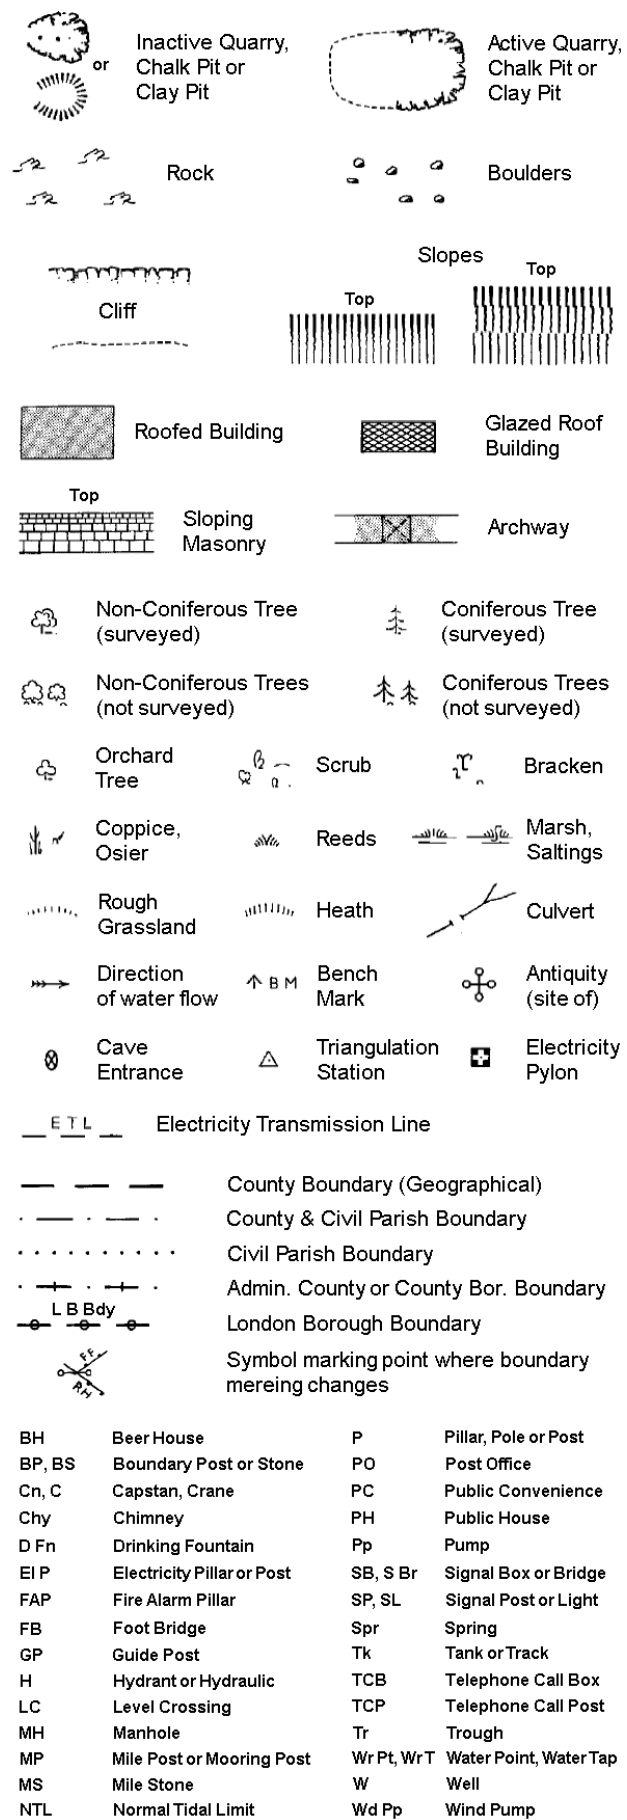 or
Inactive Quarry,
Chalk Pit or
Clay Pit
Active Quarry,
Chalk Pit or
Clay Pit
Rock
Boulders
Cliff
Slopes
Top
Top
Roofed Building
Glazed Roof
Building
Top
Sloping
Masonry
Archway
Non-Coniferous Tree
(surveyed)
Coniferous Tree
(surveyed)
Non-Coniferous Trees
(not surveyed)
Coniferous Trees
(not surveyed)
Orchard
Tree
Scrub
Bracken
Coppice,
Osier
Reeds
Marsh,
Saltings
Rough
Grassland
Heath
Culvert
Direction
of water flow
B M
Bench
Mark
Antiquity
(site of)
Cave
Entrance
Triangulation
Station
Electricity
Pylon
E T L
Electricity Transmission Line
County Boundary (Geographical)
County & Civil Parish Boundary
Civil Parish Boundary
Admin. County or County Bor. Boundary
L B Bdy
London Borough Boundary
F.F.
R.H.
Symbol marking point where boundary
mereing changes
BH Beer House P Pillar, Pole or Post
BP, BS Boundary Post or Stone PO Post Office
Cn, C Capstan, Crane PC Public Convenience
Chy Chimney PH Public House
D Fn Drinking Fountain Pp Pump
El P Electricity Pillar or Post SB, S Br Signal Box or Bridge
FAP Fire Alarm Pillar SP, SL Signal Post or Light
FB Foot Bridge Spr Spring
GP Guide Post Tk Tank or Track
H Hydrant or Hydraulic TCB Telephone Call Box
LC Level Crossing TCP Telephone Call Post
MH Manhole Tr Trough
MP Mile Post or Mooring Post Wr Pt, Wr T Water Point, Water Tap
MS Mile Stone W Well
NTL Normal Tidal Limit Wd Pp Wind Pump